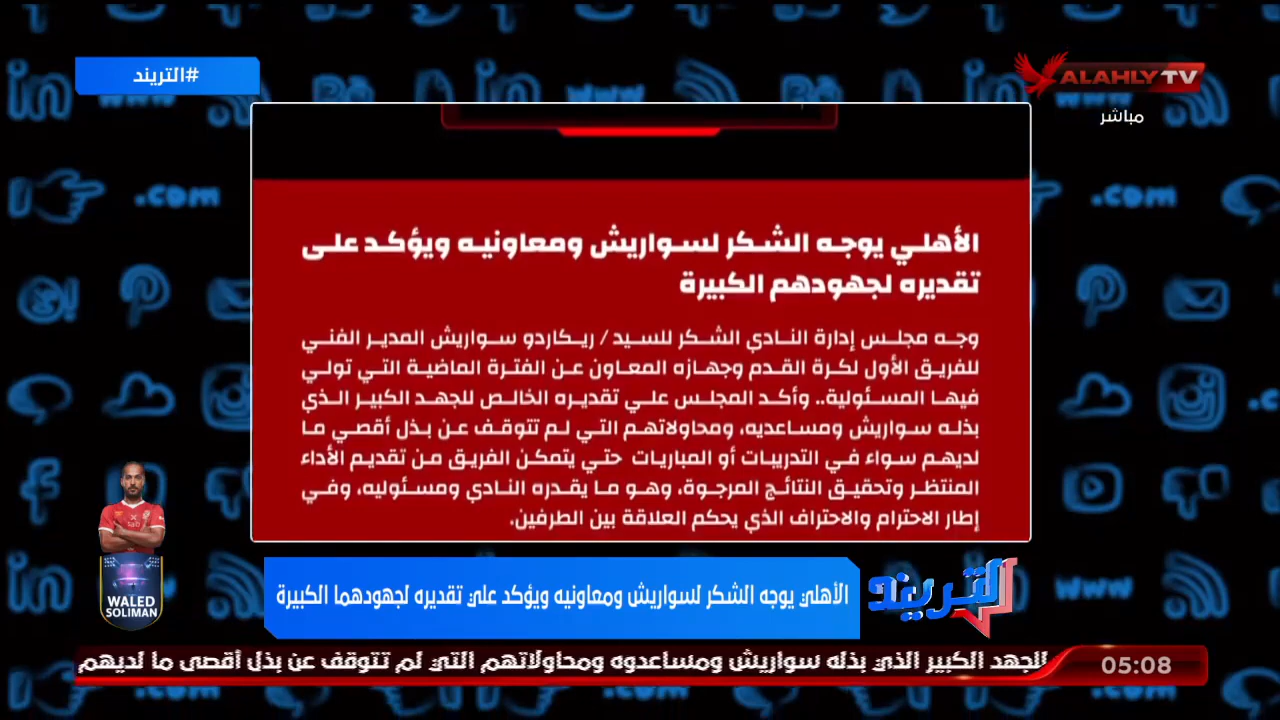 #التريند
ALAHLY TV
مباشر
الأهلي يوجه الشكر لسواريش ومعاونيه ويؤكد على
تقديره لجهودهم الكبيرة
وجه مجلس إدارة النادي الشكر للسيد / ريكاردو سواريش المدير الفني
للفريق الأول لكرة القدم وجهازه المعاون عن الفترة الماضية التي تولي
فيها المسئولية.. وأكد المجلس علي تقديره الخالص للجهد الكبير الذي
بذله سواريش ومساعديه، ومحاولاتهم التي لم تتوقف عن بذل أقصي ما
لديهم سواء في التدريبات أو المباريات حتي يتمكن الفريق من تقديم الأداء
المنتظر وتحقيق النتائج المرجوة، وهو ما يقدره النادي ومسئوليه، وفي
إطار الاحترام والاحتراف الذي يحكم العلاقة بين الطرفين.
WALED
SOLIMAN
الأهلي يوجه الشكر لسواريش ومعاونيه ويؤكد علي تقديره لجهودهما الكبيرة
التريند
للجهد الكبير الذي بذله سواريش ومساعدوه ومحاولاتهم التي لم تتوقف عن بذل أقصى ما لديهم
05:08